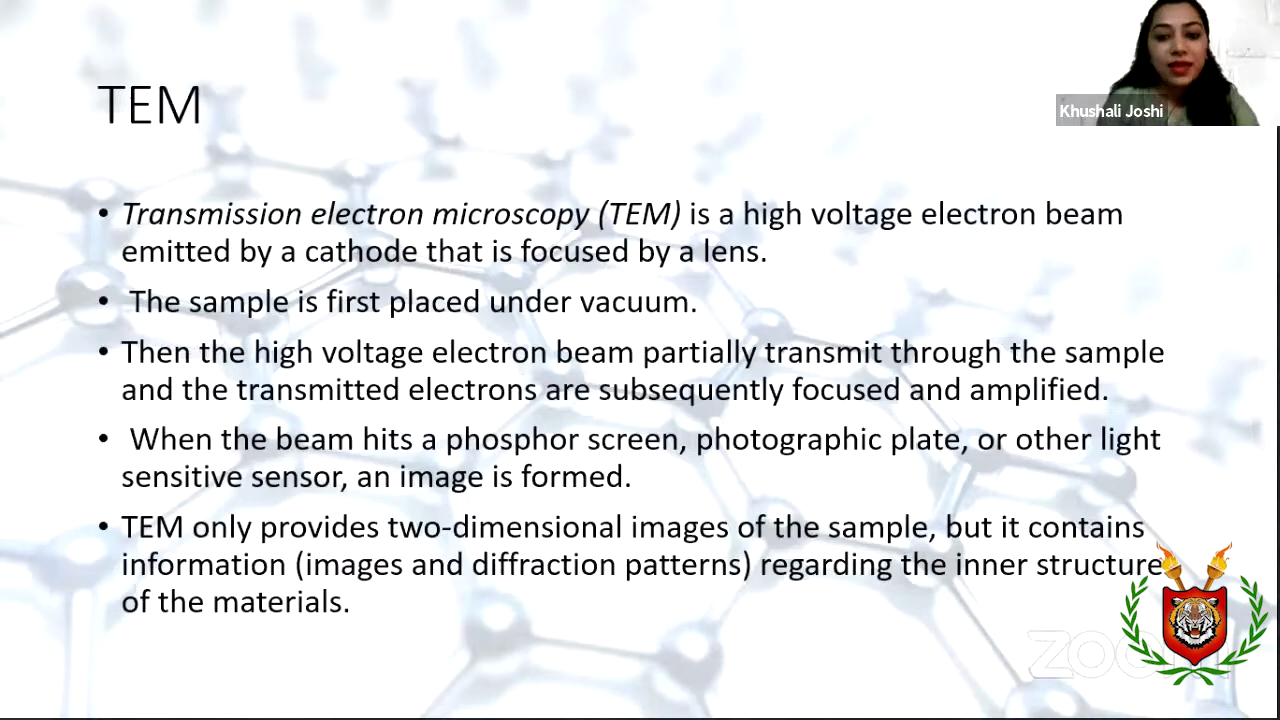 Khushali Joshi
TEM
• Transmission electron microscopy (TEM) is a high voltage electron beam
emitted by a cathode that is focused by a lens.
• The sample is first placed under vacuum.
• Then the high voltage electron beam partially transmit through the sample
and the transmitted electrons are subsequently focused and amplified.
• When the beam hits a phosphor screen, photographic plate, or other light
sensitive sensor, an image is formed.
• TEM only provides two-dimensional images of the sample, but it contains
information (images and diffraction patterns) regarding the inner structure
of the materials.
zoom